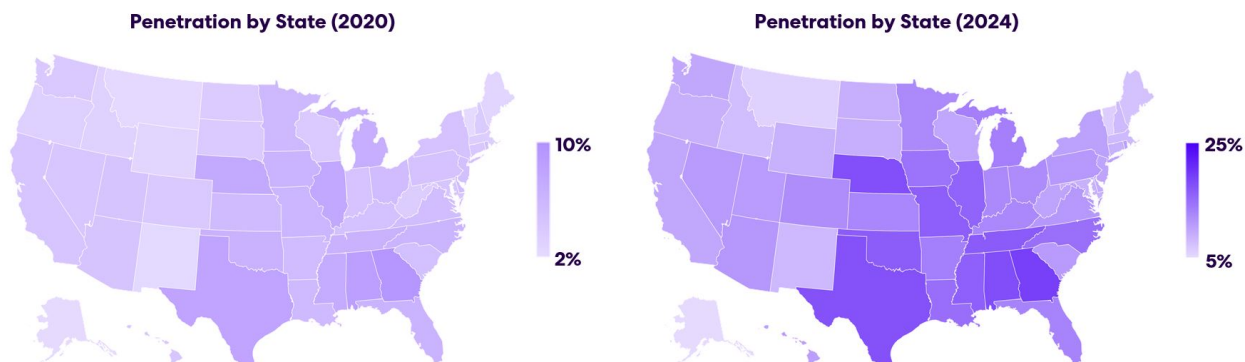 Penetration by State (2020)
10%
2%
Penetration by State (2024)
25%
5%